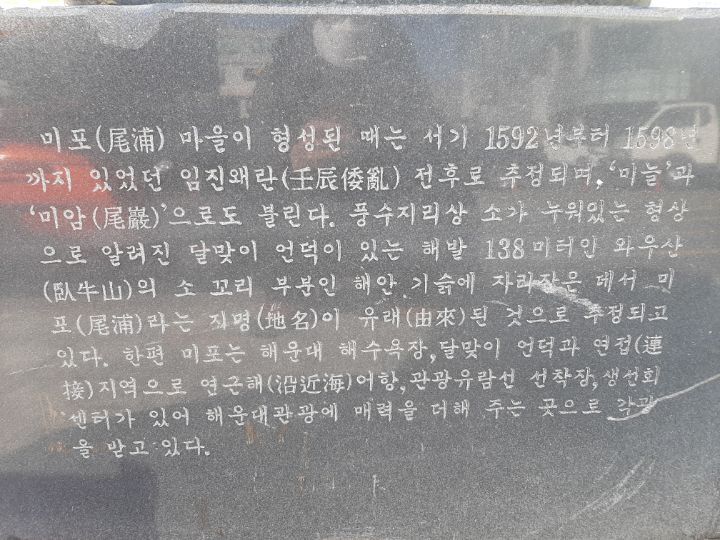 미포(尾浦) 마을이 형성된 때는 서기 1592년부터 1598년
까지 있었던 임진왜란(壬辰倭亂) 전후로 추정되며, '미늘'과
'미암(尾巖)'으로도 불린다. 풍수지리상 소가 누워있는 형상
으로 알려진 달맞이 언덕이 있는 해발 138미터인 와우산
(臥牛山)의 소 꼬리 부분인 해안 기슭에 자리잡은 데서 미
포(尾浦)라는 지명(地名)이 유래(由來)된 것으로 추정되고
있다. 한편 미포는 해운대 해수욕장,달맞이 언덕과 연접(連
接)지역으로 연근해(沿近海)어항,관광유람선 선착장,생선회
센터가 있어 해운대관광에 매력을 더해 주는 곳으로 각광
을 받고 있다.